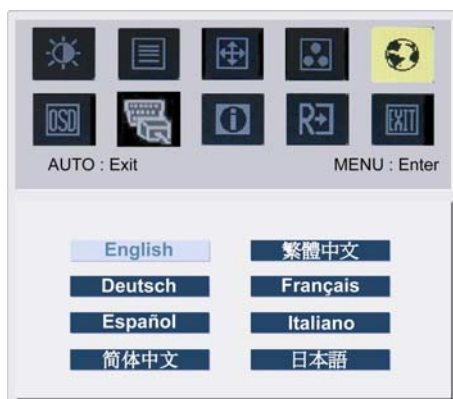 OSD R EXIT
AUTO : Exit MENU : Enter
English 繁體中文
Deutsch Français
Español Italiano
简体中文 日本語